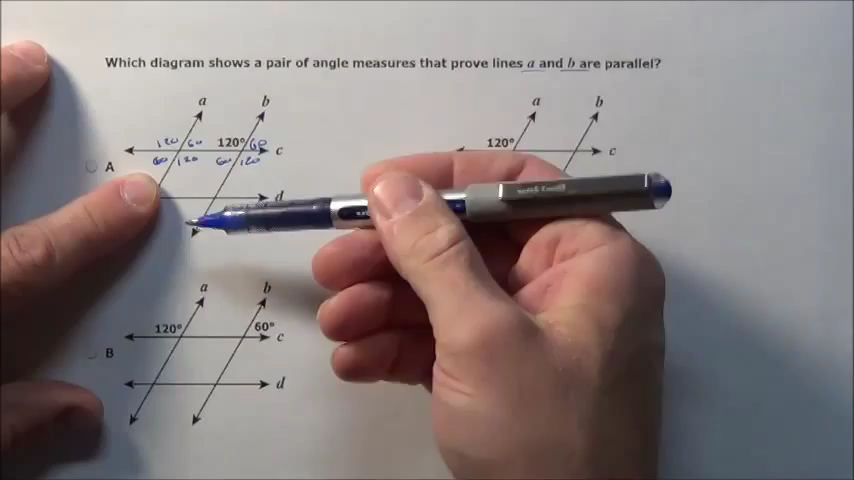 Which diagram shows a pair of angle measures that prove lines a and b are parallel?
a b a b
120 60 120° 60 c 120° c
A 60 120 60 120
d
a b
120° 60° c
B
d